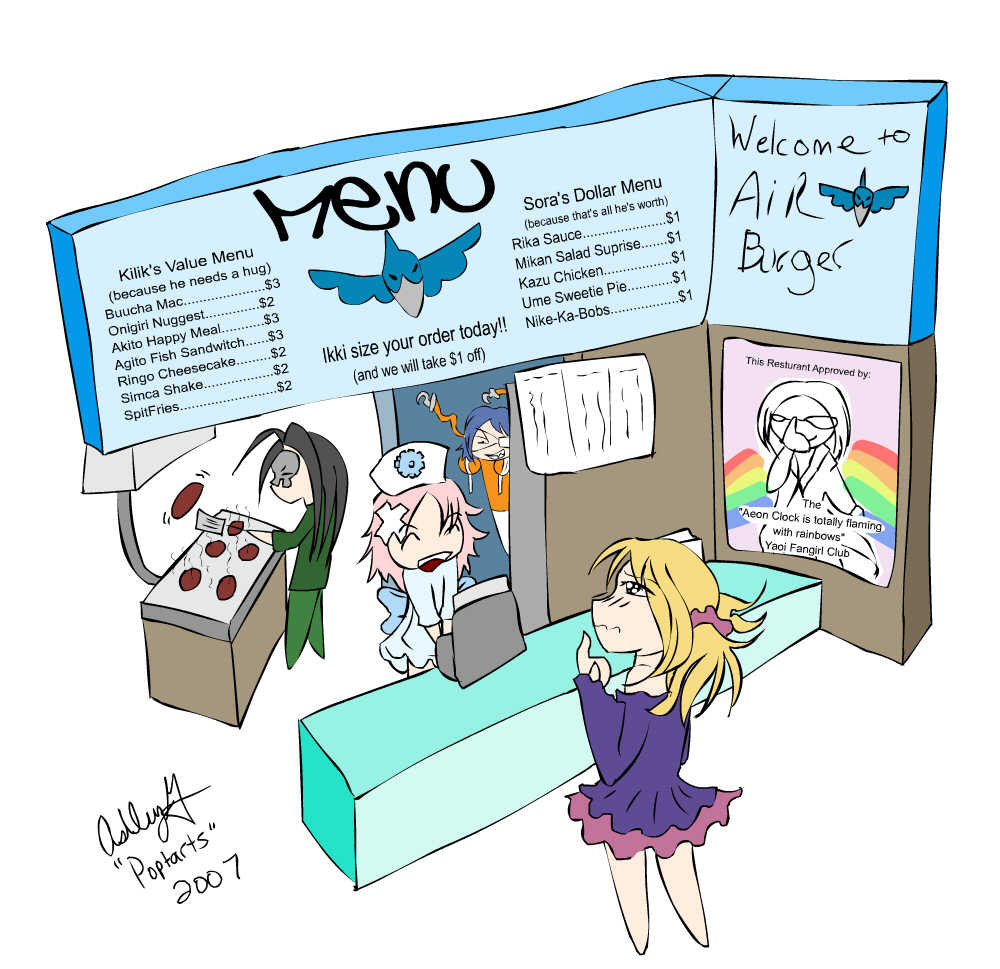 Menu
Kilik's Value Menu
(because he needs a hug)
Buucha Mac.....................$3
Onigiri Nuggest..............$2
Akito Happy Meal...........$3
Agito Fish Sandwitch......$3
Ringo Cheesecake.........$2
Simca Shake..................$2
SpitFries.........................$2
Ikki size your order today!!
(and we will take $1 off)
Sora's Dollar Menu
(because that's all he's worth)
Rika Sauce.....................$1
Mikan Salad Suprise.......$1
Kazu Chicken.................$1
Ume Sweetie Pie............$1
Nike-Ka-Bobs.................$1
Welcome to
AiR
Burger
This Resturant Approved by:
The
"Aeon Clock is totally flaming
with rainbows"
Yaoi Fangirl Club
"Poptarts"
2007